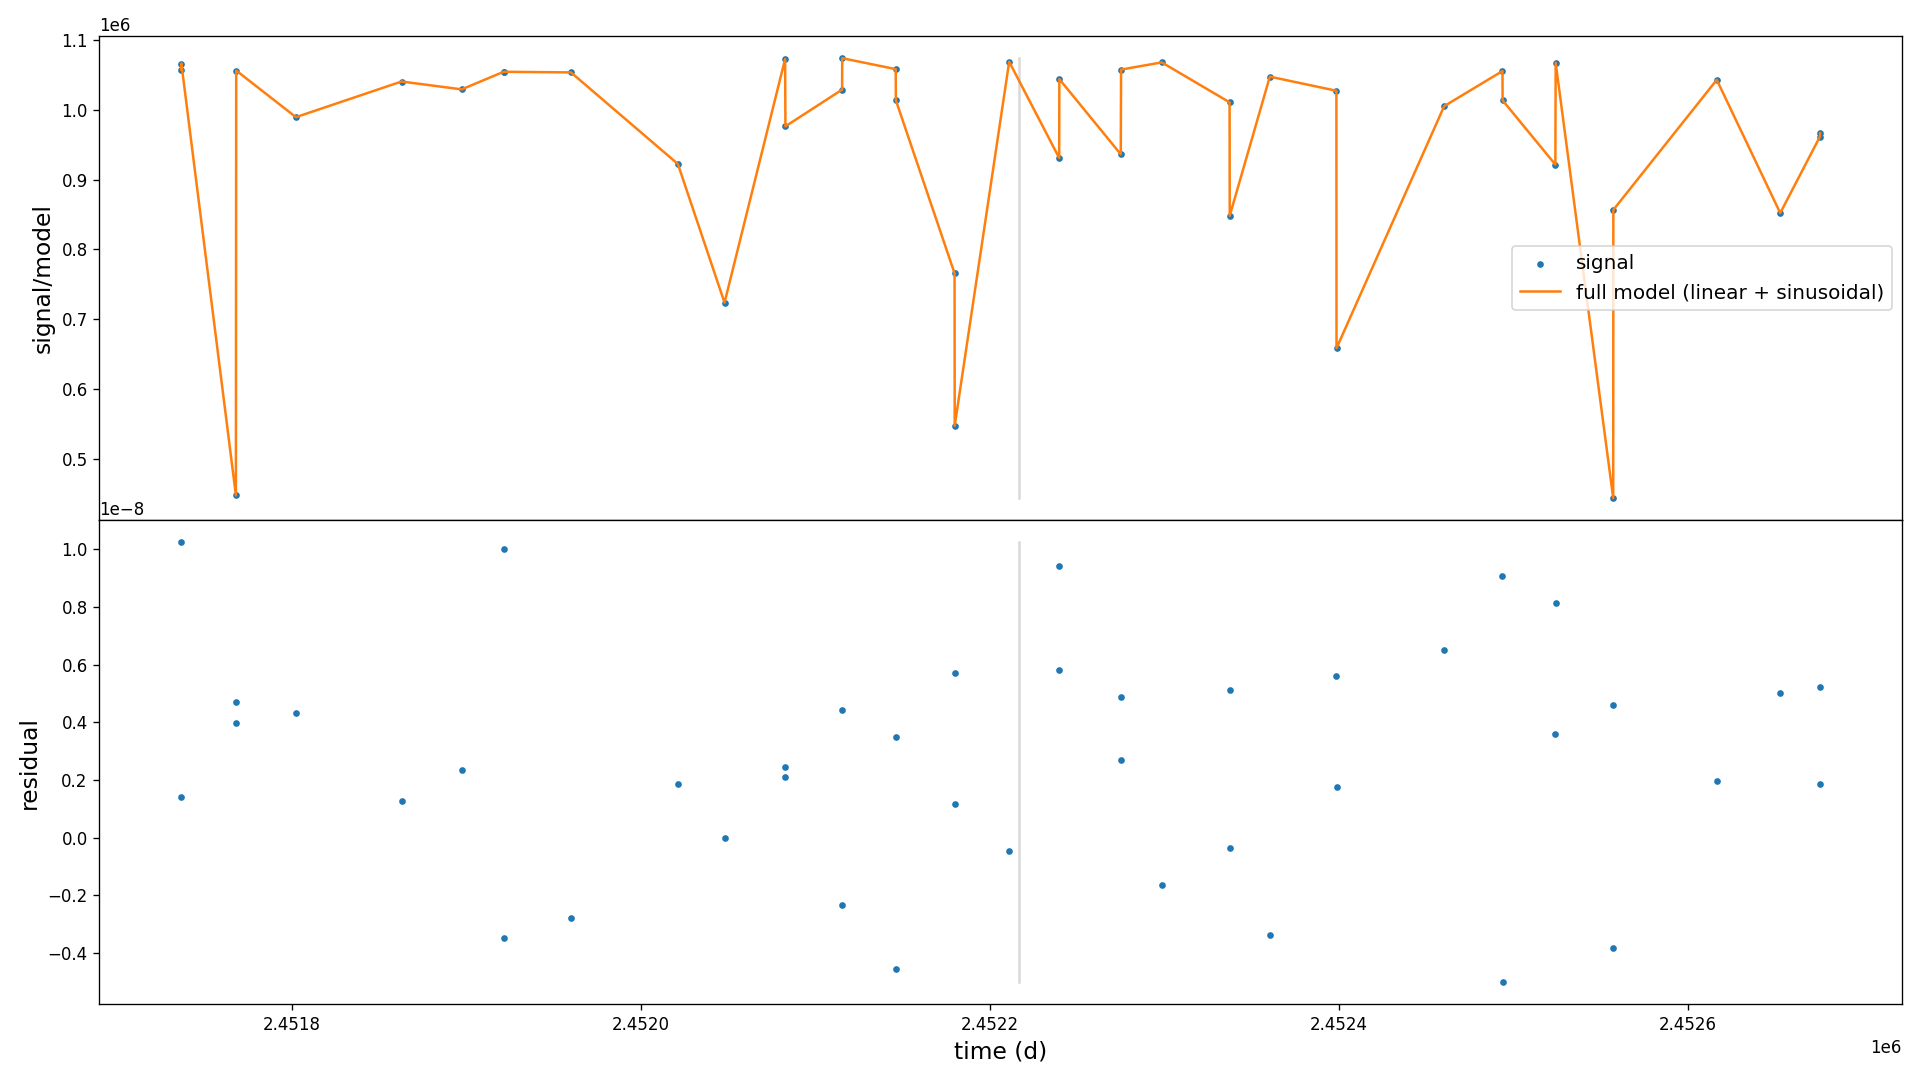 1e6
1.1
1.0
0.9
0.8
0.7
0.6
0.5
signal/model
signal
full model (linear + sinusoidal)
1e−8
1.0
0.8
0.6
0.4
0.2
0.0
−0.2
−0.4
residual
2.4518
2.4520
2.4522
2.4524
2.4526
1e6
time (d)